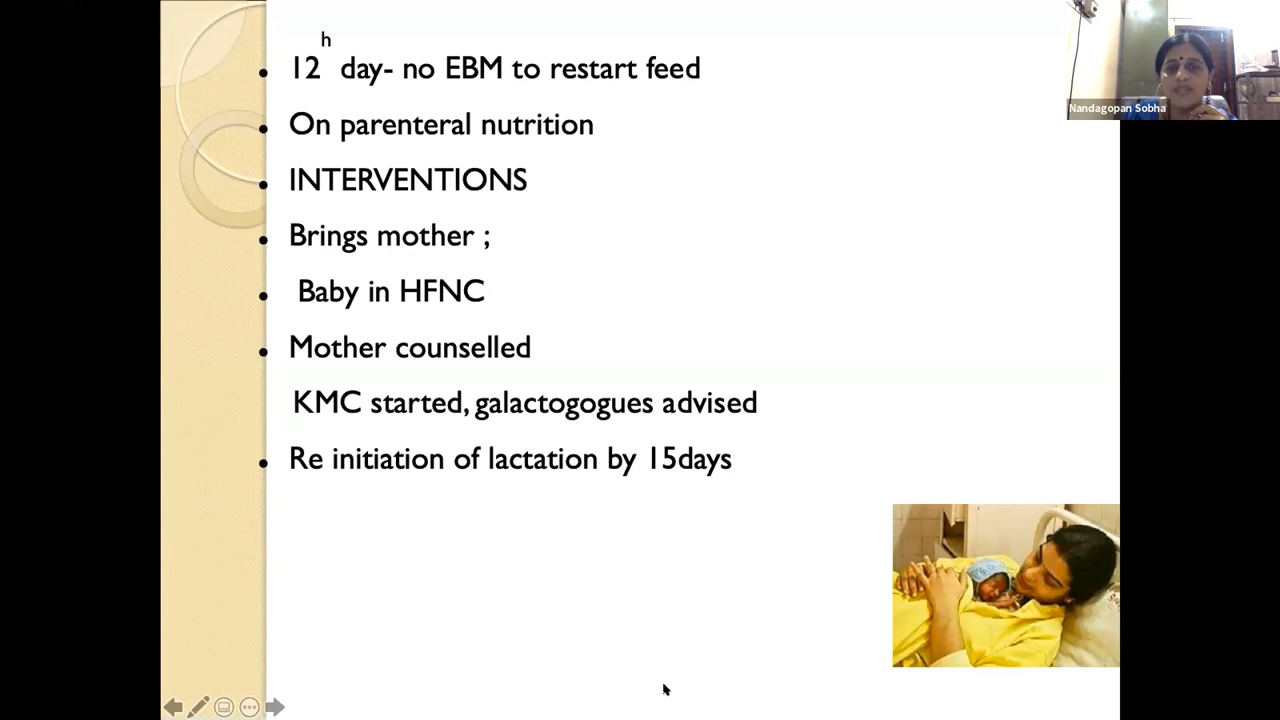 h
• 12 day- no EBM to restart feed
• On parenteral nutrition
• INTERVENTIONS
• Brings mother ;
• Baby in HFNC
• Mother counselled
KMC started, galactogogues advised
• Re initiation of lactation by 15days
Nandagopan Sobha